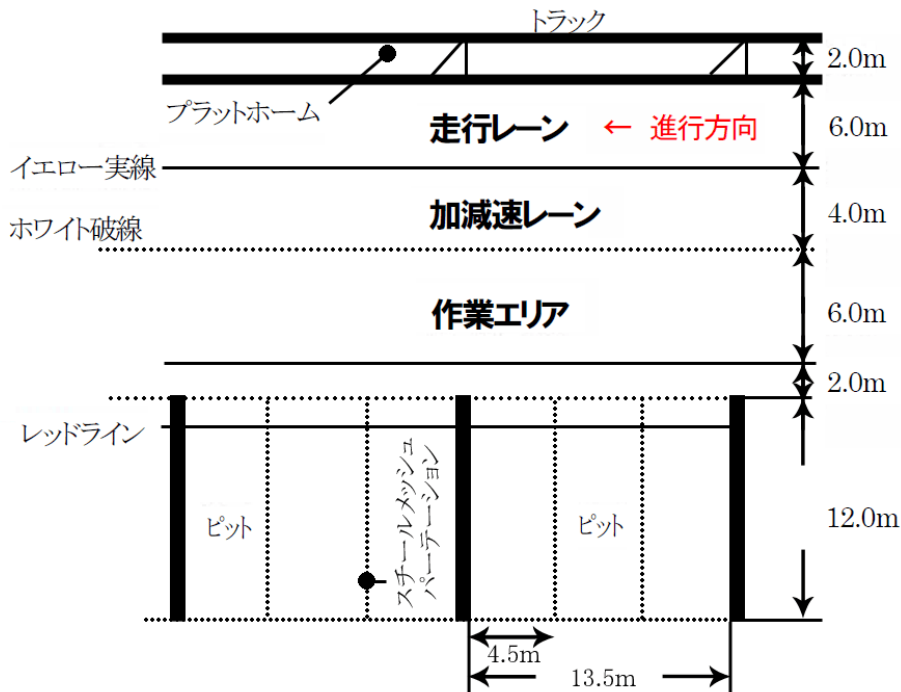 トラック
2.0m
プラットホーム
走行レーン ← 進行方向
6.0m
イエロー実線
加減速レーン
4.0m
ホワイト破線
作業エリア
6.0m
2.0m
レッドライン
スチールメッシュ
パーテーション
ピット
ピット
12.0m
4.5m
13.5m